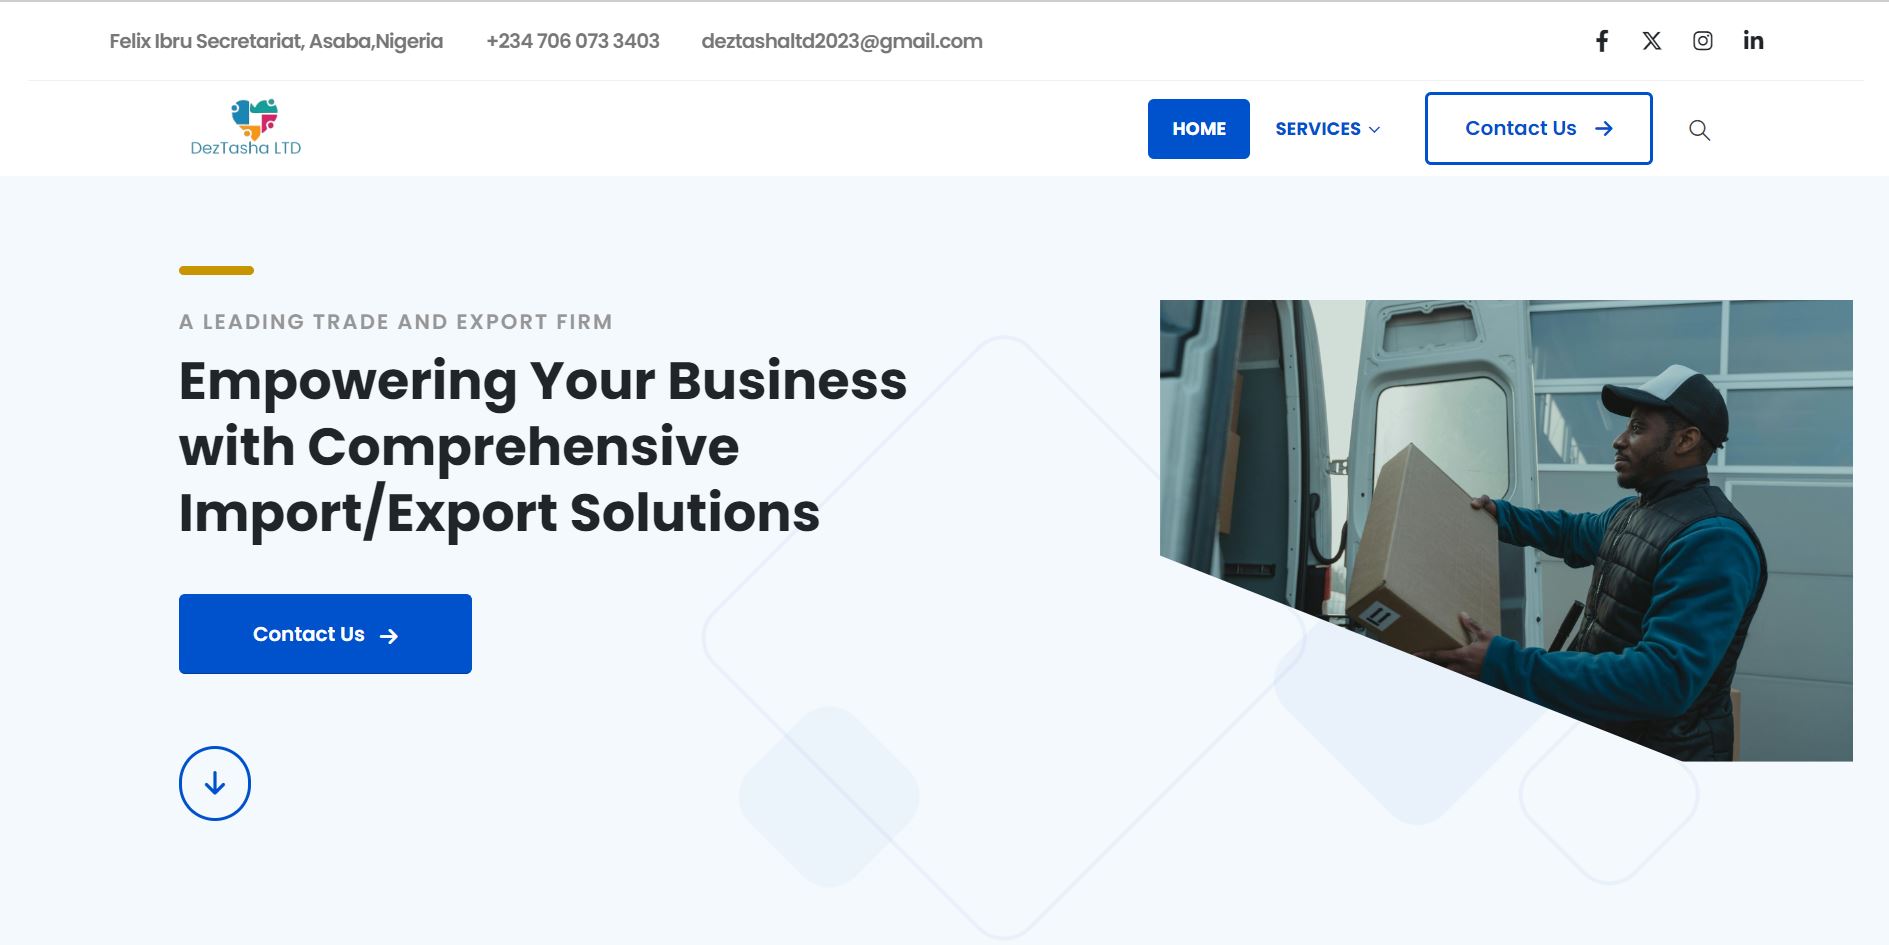 Felix Ibru Secretariat, Asaba,Nigeria
+234 706 073 3403
deztashaltd2023@gmail.com
DezTasha LTD
HOME
SERVICES
Contact Us
A LEADING TRADE AND EXPORT FIRM
Empowering Your Business
with Comprehensive
Import/Export Solutions
Contact Us